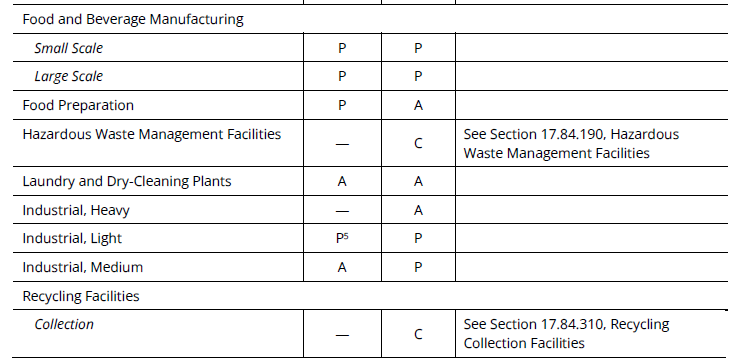 Food and Beverage Manufacturing
Small Scale P P
Large Scale P P
Food Preparation P A
Hazardous Waste Management Facilities — C See Section 17.84.190, Hazardous
Waste Management Facilities
Laundry and Dry-Cleaning Plants A A
Industrial, Heavy — A
Industrial, Light P⁵ P
Industrial, Medium A P
Recycling Facilities
Collection — C See Section 17.84.310, Recycling
Collection Facilities